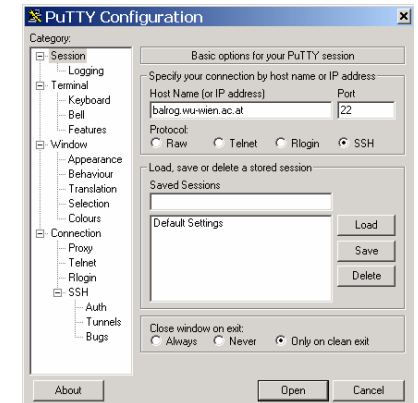 PuTTY Configuration
Category:
Session
Logging
Terminal
Keyboard
Bell
Features
Window
Appearance
Behaviour
Translation
Selection
Colours
Connection
Proxy
Telnet
Rlogin
SSH
Auth
Tunnels
Bugs
Basic options for your PuTTY session
Specify your connection by host name or IP address
Host Name (or IP address) Port
balrog.wu-wien.ac.at 22
Protocol:
Raw Telnet Rlogin SSH
Load, save or delete a stored session
Saved Sessions
Default Settings
Load
Save
Delete
Close window on exit:
Always Never Only on clean exit
About Open Cancel